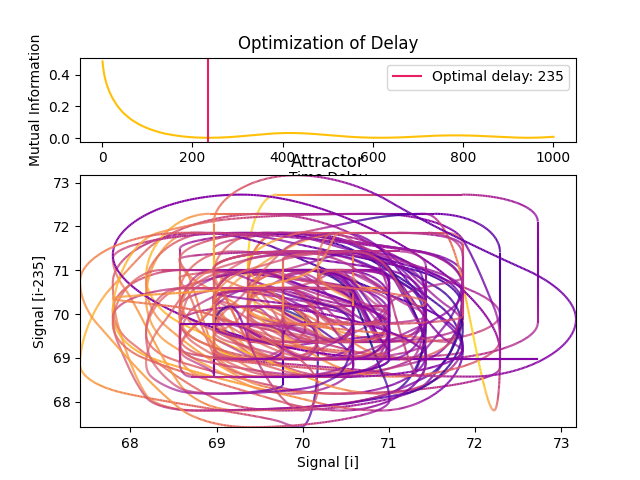 Optimization of Delay
Mutual Information
0.4
0.2
0.0
Optimal delay: 235
0 200 400 600 800 1000
Time Delay
Attractor
Signal [i-235]
73
72
71
70
69
68
68 69 70 71 72 73
Signal [i]